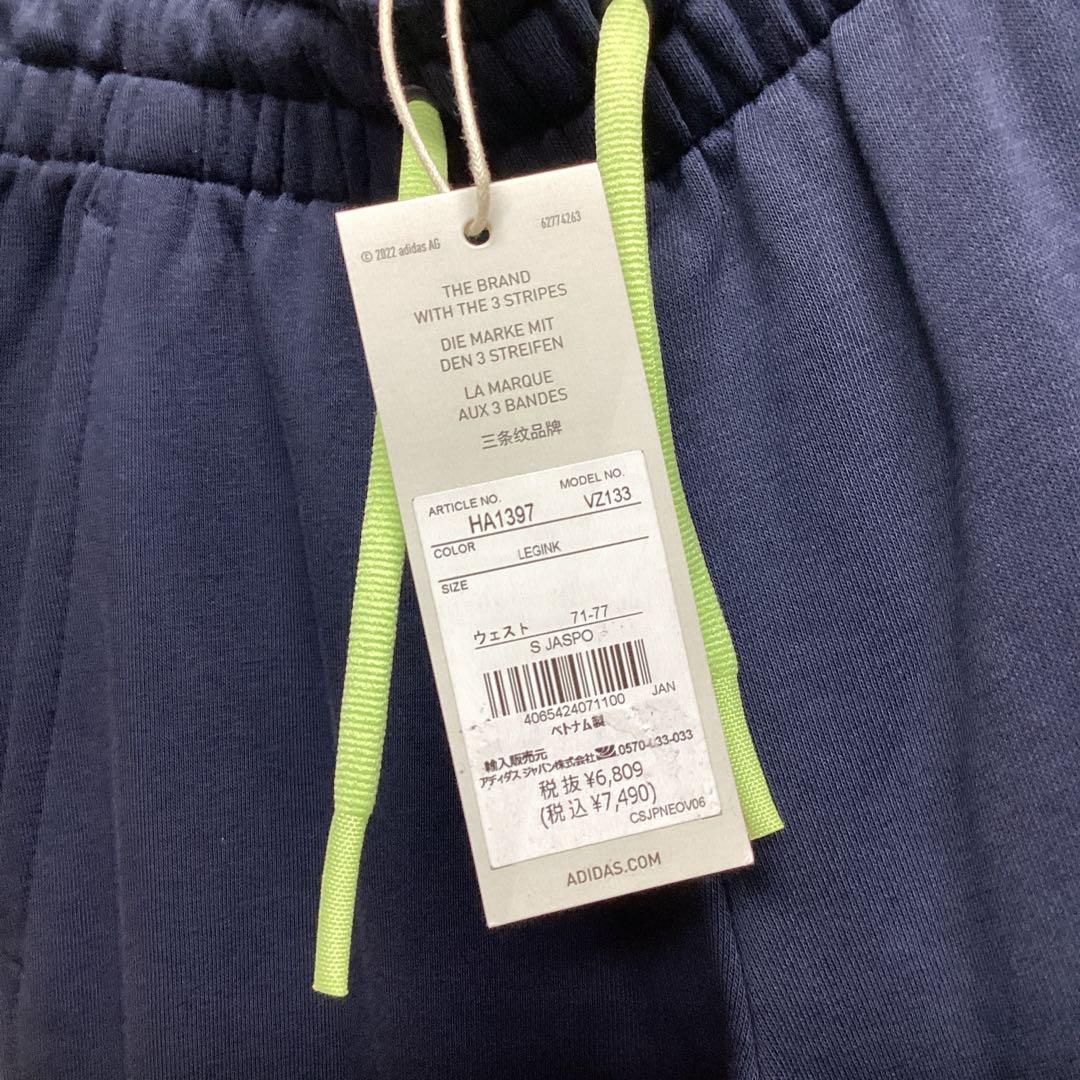 © 2022 adidas AG
62774263
THE BRAND
WITH THE 3 STRIPES
DIE MARKE MIT
DEN 3 STREIFEN
LA MARQUE
AUX 3 BANDES
三条纹品牌
ARTICLE NO. MODEL NO.
HA1397 VZ133
COLOR LEGINK
SIZE
ウェスト 71-77
S JASPO
4065424071100 JAN
ベトナム製
輸入販売元
アディダス ジャパン株式会社 0570-033-033
税抜 ¥6,809
(税込 ¥7,490)
CSJPNEOV06
ADIDAS.COM